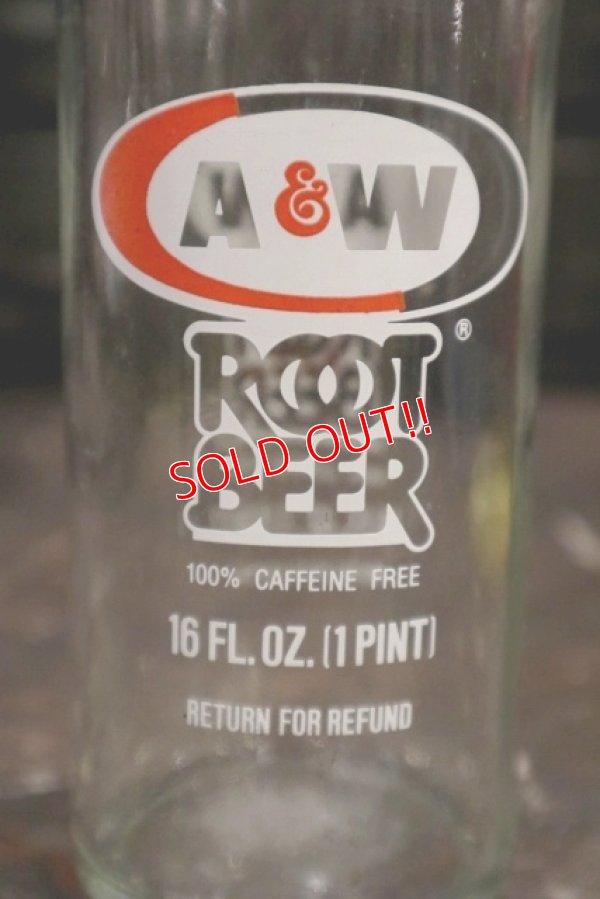 A&W
ROOT ®
BEER
SOLD OUT!!
100% CAFFEINE FREE
16 FL. OZ. (1 PINT)
RETURN FOR REFUND